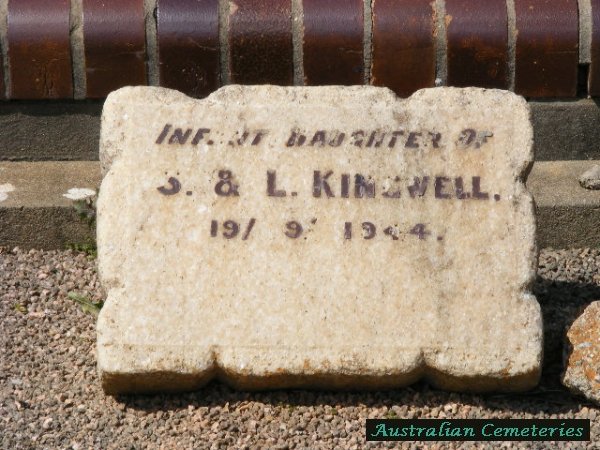 INFANT DAUGHTER OF
S. & L. KINGWELL.
19/ 9/ 1944.
Australian Cemeteries